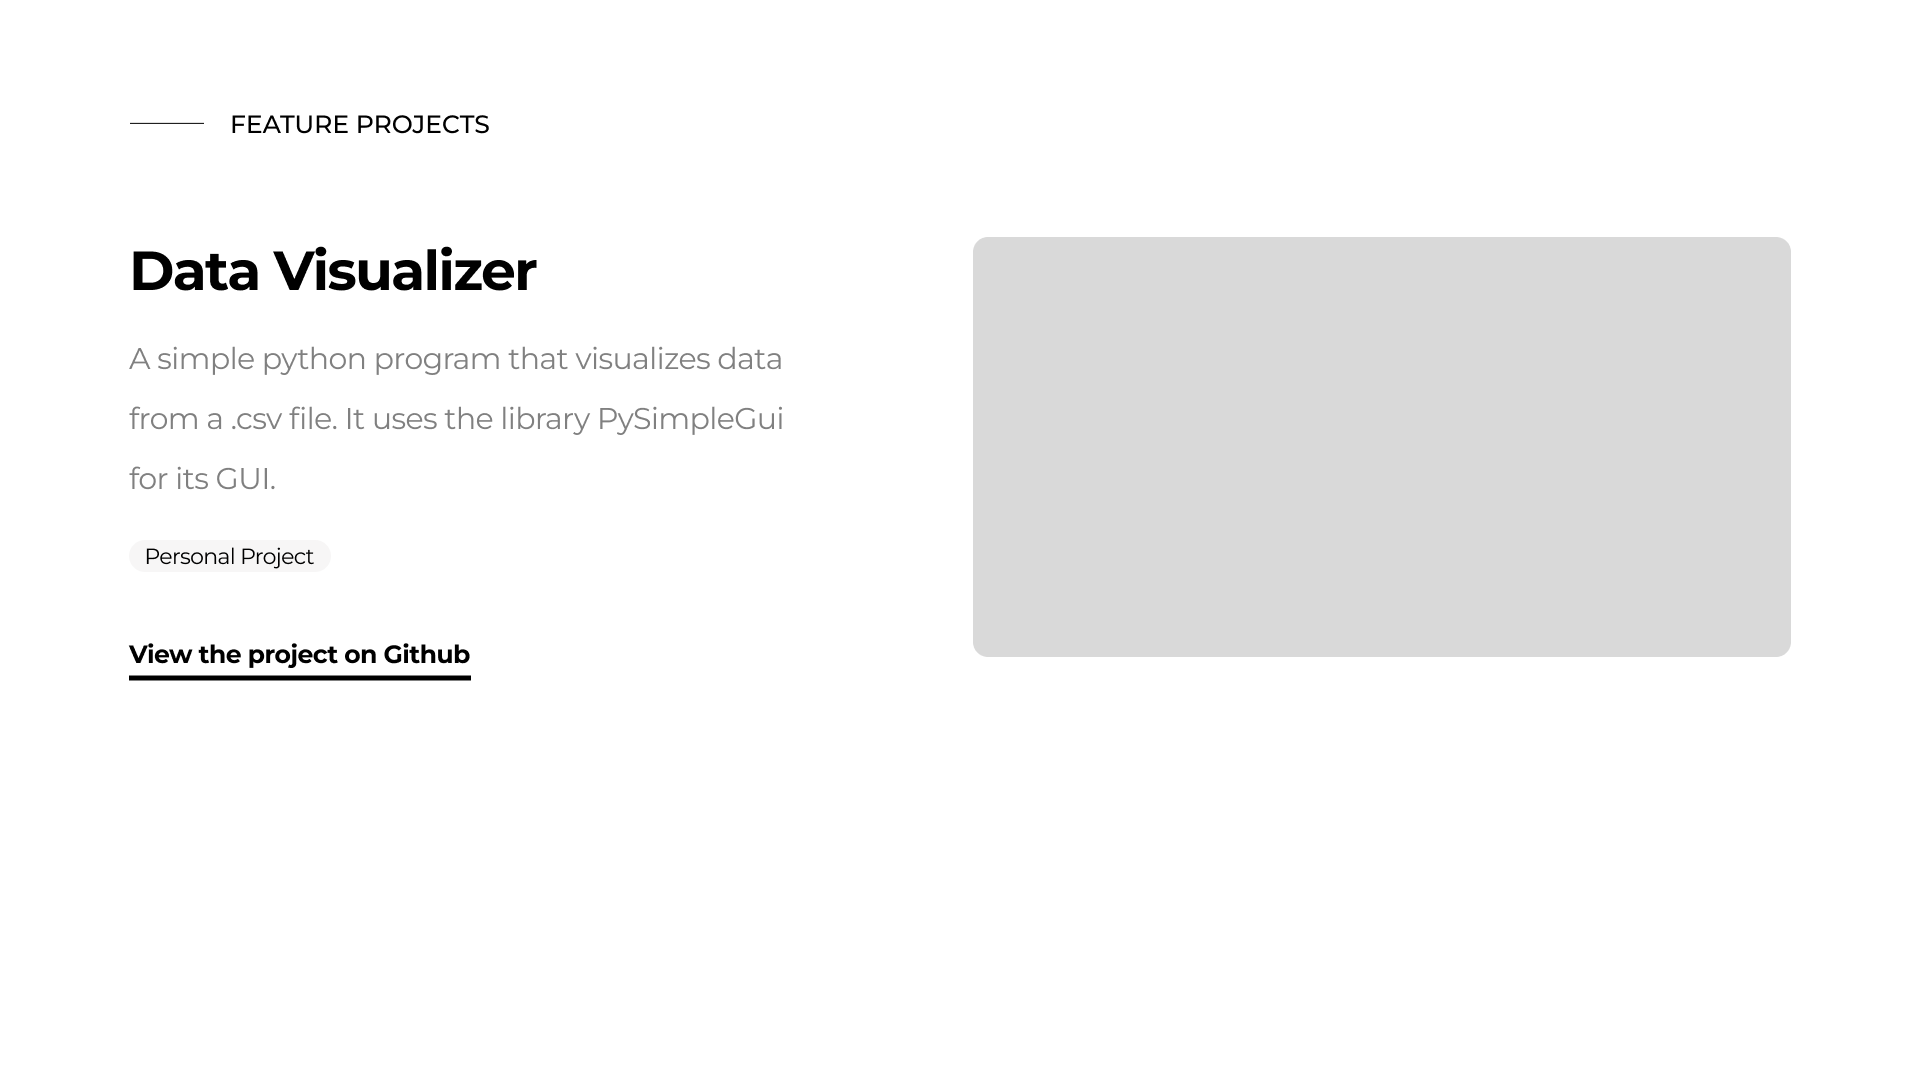 FEATURE PROJECTS
Data Visualizer
A simple python program that visualizes data
from a .csv file. It uses the library PySimpleGui
for its GUI.
Personal Project
View the project on Github